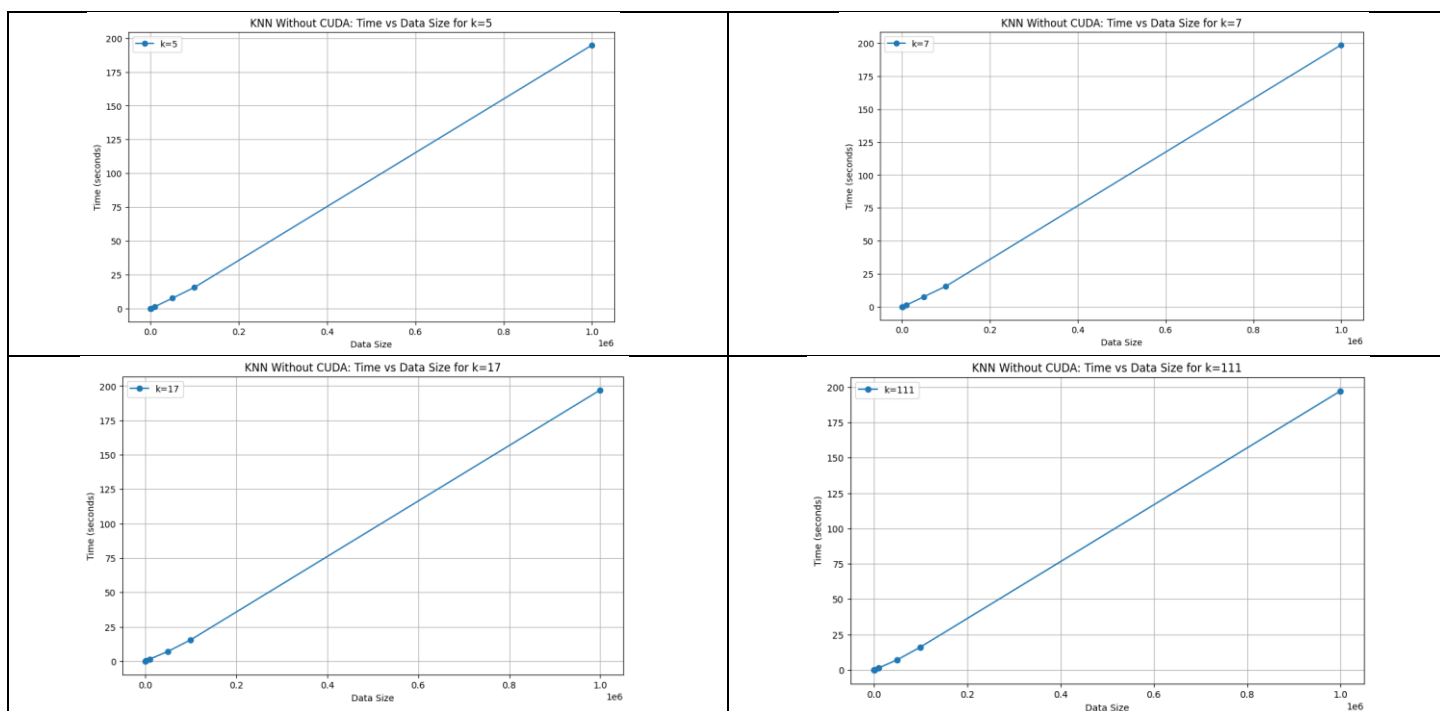 KNN Without CUDA: Time vs Data Size for k=5
k=5
200
175
150
125
100
75
50
25
0
Time (seconds)
0.0 0.2 0.4 0.6 0.8 1.0
1e6
Data Size
KNN Without CUDA: Time vs Data Size for k=7
k=7
200
175
150
125
100
75
50
25
0
Time (seconds)
0.0 0.2 0.4 0.6 0.8 1.0
1e6
Data Size
KNN Without CUDA: Time vs Data Size for k=17
k=17
200
175
150
125
100
75
50
25
0
Time (seconds)
0.0 0.2 0.4 0.6 0.8 1.0
1e6
Data Size
KNN Without CUDA: Time vs Data Size for k=111
k=111
200
175
150
125
100
75
50
25
0
Time (seconds)
0.0 0.2 0.4 0.6 0.8 1.0
1e6
Data Size